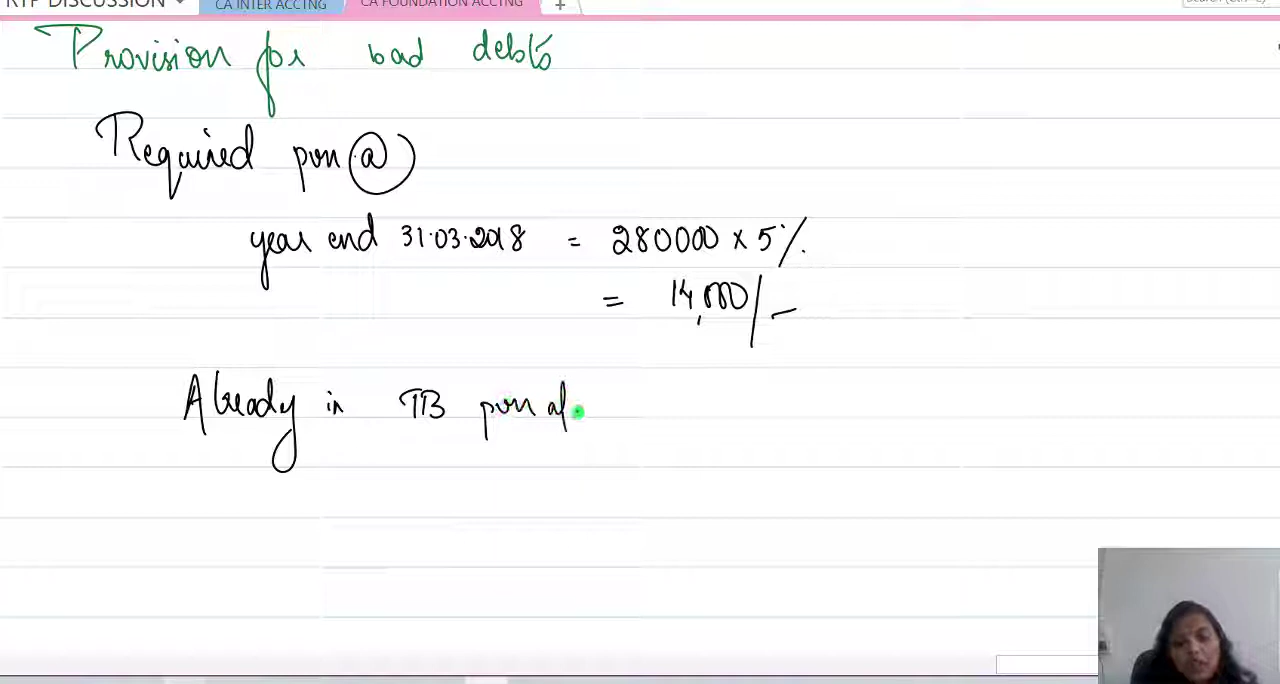 RTP DISCUSSION CA INTER ACCTNG CA FOUNDATION ACCTNG +
Provision for bad debts
Required pvn @
year end 31.03.2018 = 280000 × 5%.
= 14,000/-
Already in TB pvn of